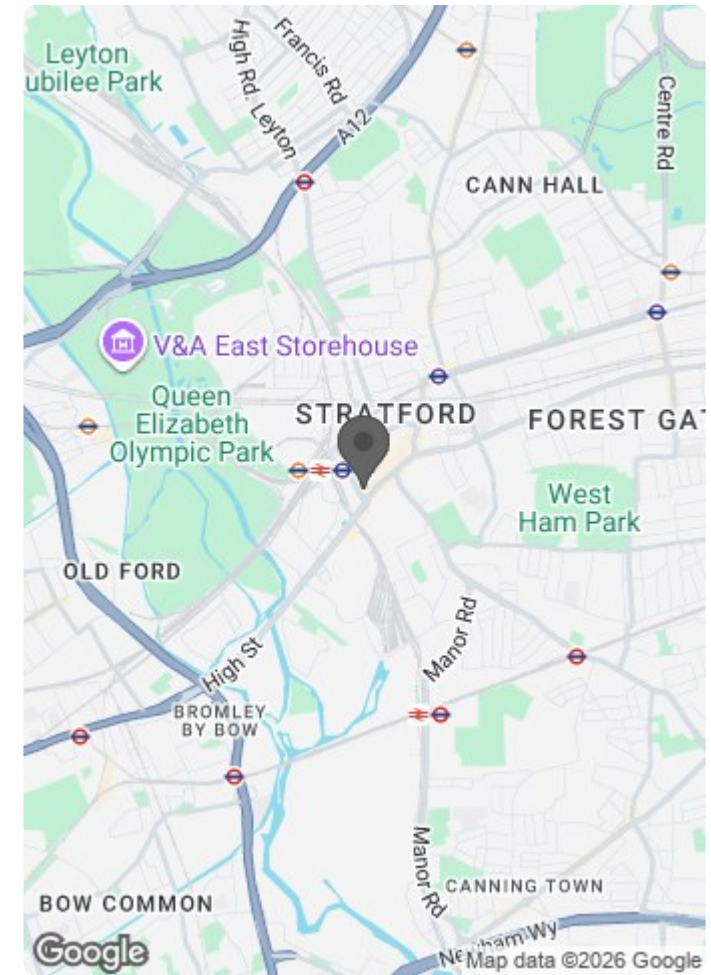 Leyton
ubilee Park
High Rd. Leyton
Francis Rd
A12
Centre Rd
CANN HALL
V&A East Storehouse
Queen
Elizabeth
Olympic Park
STRATFORD
FOREST GAT
West
Ham Park
OLD FORD
High St
Manor Rd
BROMLEY
BY BOW
Manor Rd
CANNING TOWN
BOW COMMON
Google
Map data ©2026 Google